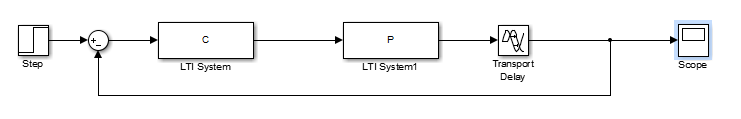 C
P
Step
LTI System
LTI System1
Transport
Delay
Scope